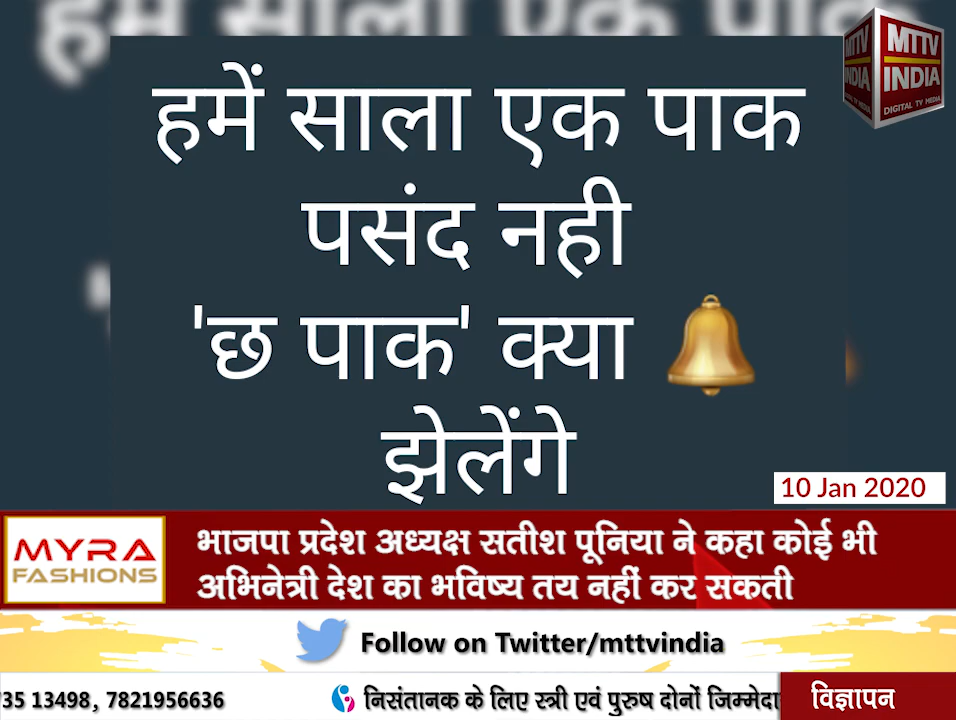 हमें साला एक पाक
MTTV
INDIA
DIGITAL TV MEDIA
पसंद नही
'छ पाक' क्या 🔔
झेलेंगे
10 Jan 2020
MYRA
FASHIONS
भाजपा प्रदेश अध्यक्ष सतीश पूनिया ने कहा कोई भी
अभिनेत्री देश का भविष्य तय नहीं कर सकती
Follow on Twitter/mttvindia
735 13498, 7821956636 निसंतानक के लिए स्त्री एवं पुरुष दोनों जिम्मेदा
विज्ञापन